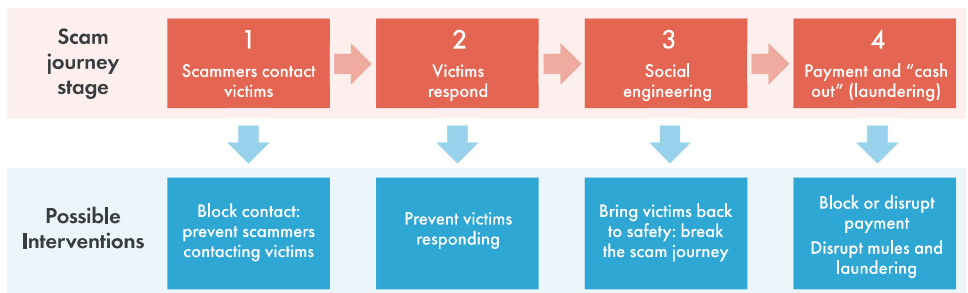 Scam
journey
stage
1
Scammers contact
victims
2
Victims
respond
3
Social
engineering
4
Payment and “cash
out” (laundering)
Possible
Interventions
Block contact:
prevent scammers
contacting victims
Prevent victims
responding
Bring victims back
to safety: break
the scam journey
Block or disrupt
payment
Disrupt mules and
laundering